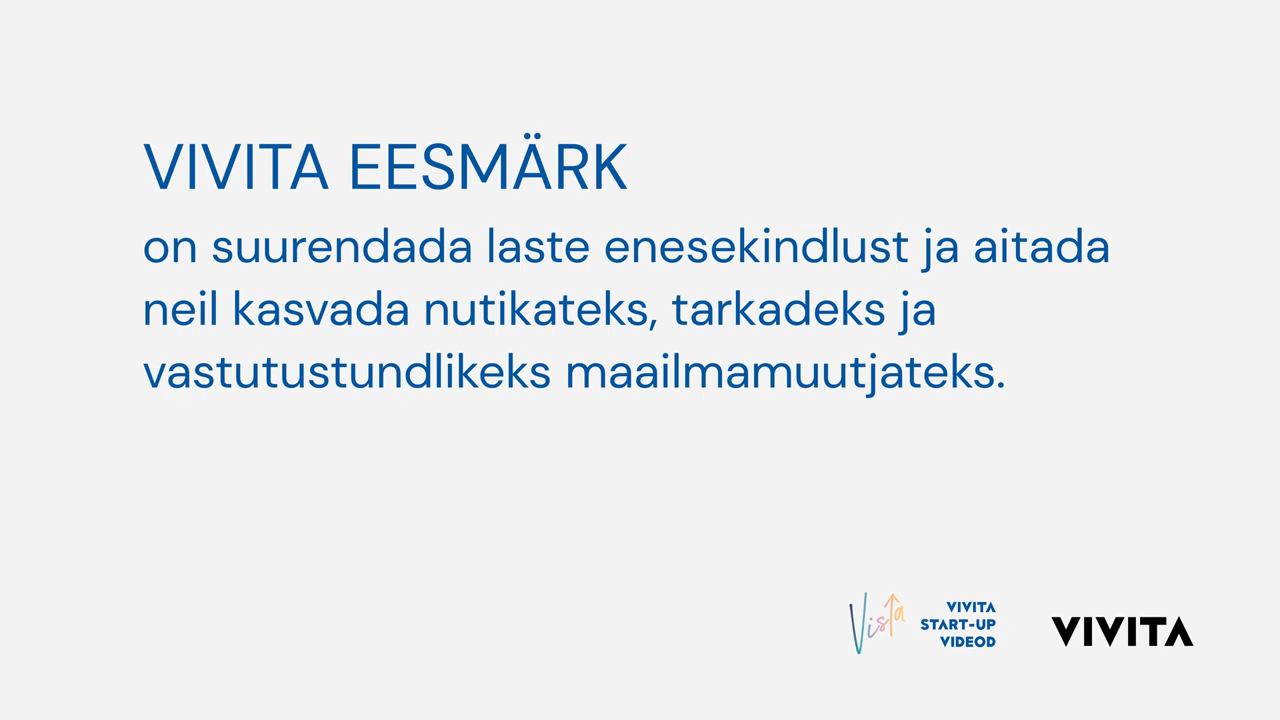 VIVITA EESMÄRK
on suurendada laste enesekindlust ja aitada
neil kasvada nutikateks, tarkadeks ja
vastutustundlikeks maailmamuutjateks.
Vista
VIVITA
START-UP
VIDEOD
VIVITA